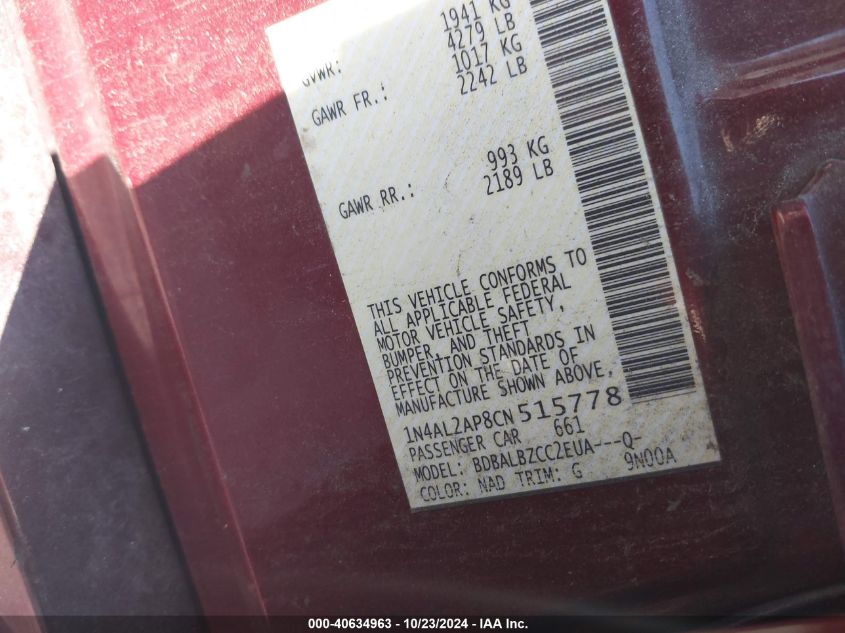 1941 KG
GVWR: 4279 LB
1017 KG
GAWR FR.: 2242 LB
993 KG
GAWR RR.: 2189 LB
THIS VEHICLE CONFORMS TO
ALL APPLICABLE FEDERAL
MOTOR VEHICLE SAFETY,
BUMPER, AND THEFT
PREVENTION STANDARDS IN
EFFECT ON THE DATE OF
MANUFACTURE SHOWN ABOVE.
1N4AL2AP8CN515778
PASSENGER CAR 661
MODEL: BDBALBZCC2EUA---Q-
COLOR: NAD TRIM: G 9N00A
000-40634963 - 10/23/2024 - IAA Inc.